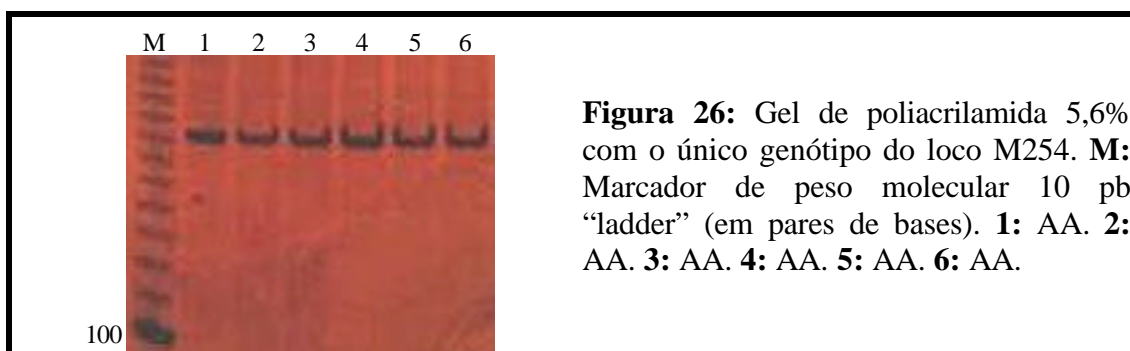 M 1 2 3 4 5 6
100
Figura 26: Gel de poliacrilamida 5,6%
com o único genótipo do loco M254. M:
Marcador de peso molecular 10 pb
“ladder” (em pares de bases). 1: AA. 2:
AA. 3: AA. 4: AA. 5: AA. 6: AA.